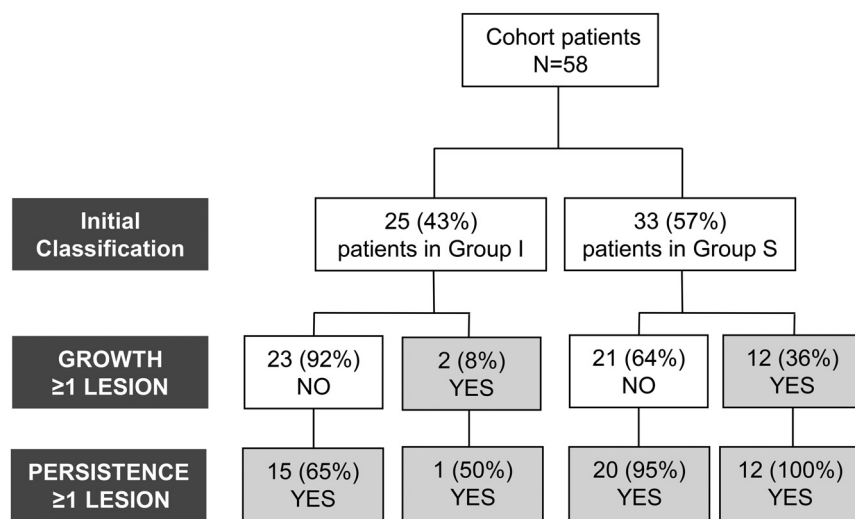 Cohort patients
N=58
Initial
Classification
25 (43%)
patients in Group I
33 (57%)
patients in Group S
GROWTH
≥1 LESION
23 (92%)
NO
2 (8%)
YES
21 (64%)
NO
12 (36%)
YES
PERSISTENCE
≥1 LESION
15 (65%)
YES
1 (50%)
YES
20 (95%)
YES
12 (100%)
YES